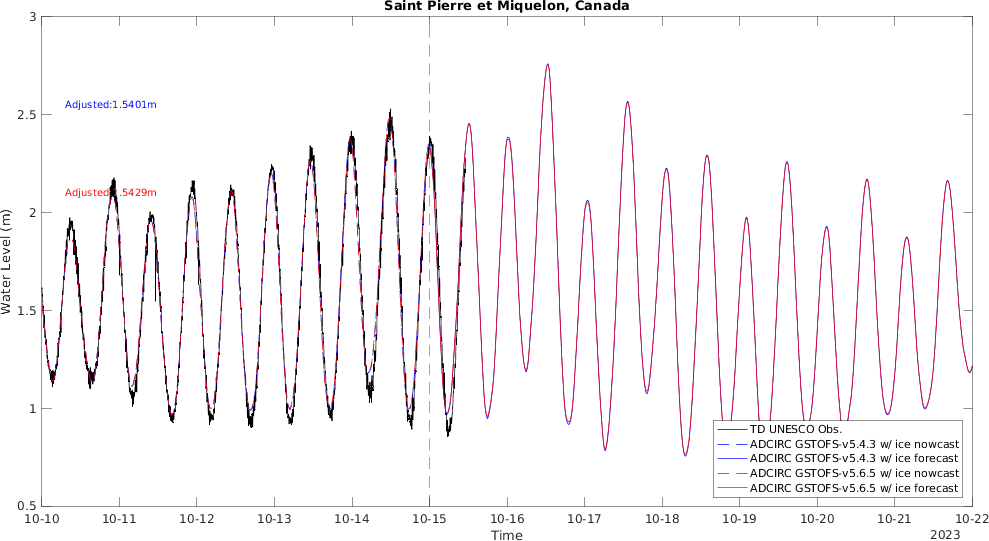 Saint Pierre et Miquelon, Canada
3
2.5
2
1.5
1
0.5
Water Level (m)
Adjusted:1.5401m
Adjusted:1.5429m
TD UNESCO Obs.
ADCIRC GSTOFS-v5.4.3 w/ ice nowcast
ADCIRC GSTOFS-v5.4.3 w/ ice forecast
ADCIRC GSTOFS-v5.6.5 w/ ice nowcast
ADCIRC GSTOFS-v5.6.5 w/ ice forecast
10-10 10-11 10-12 10-13 10-14 10-15 10-16 10-17 10-18 10-19 10-20 10-21 10-22
Time
2023